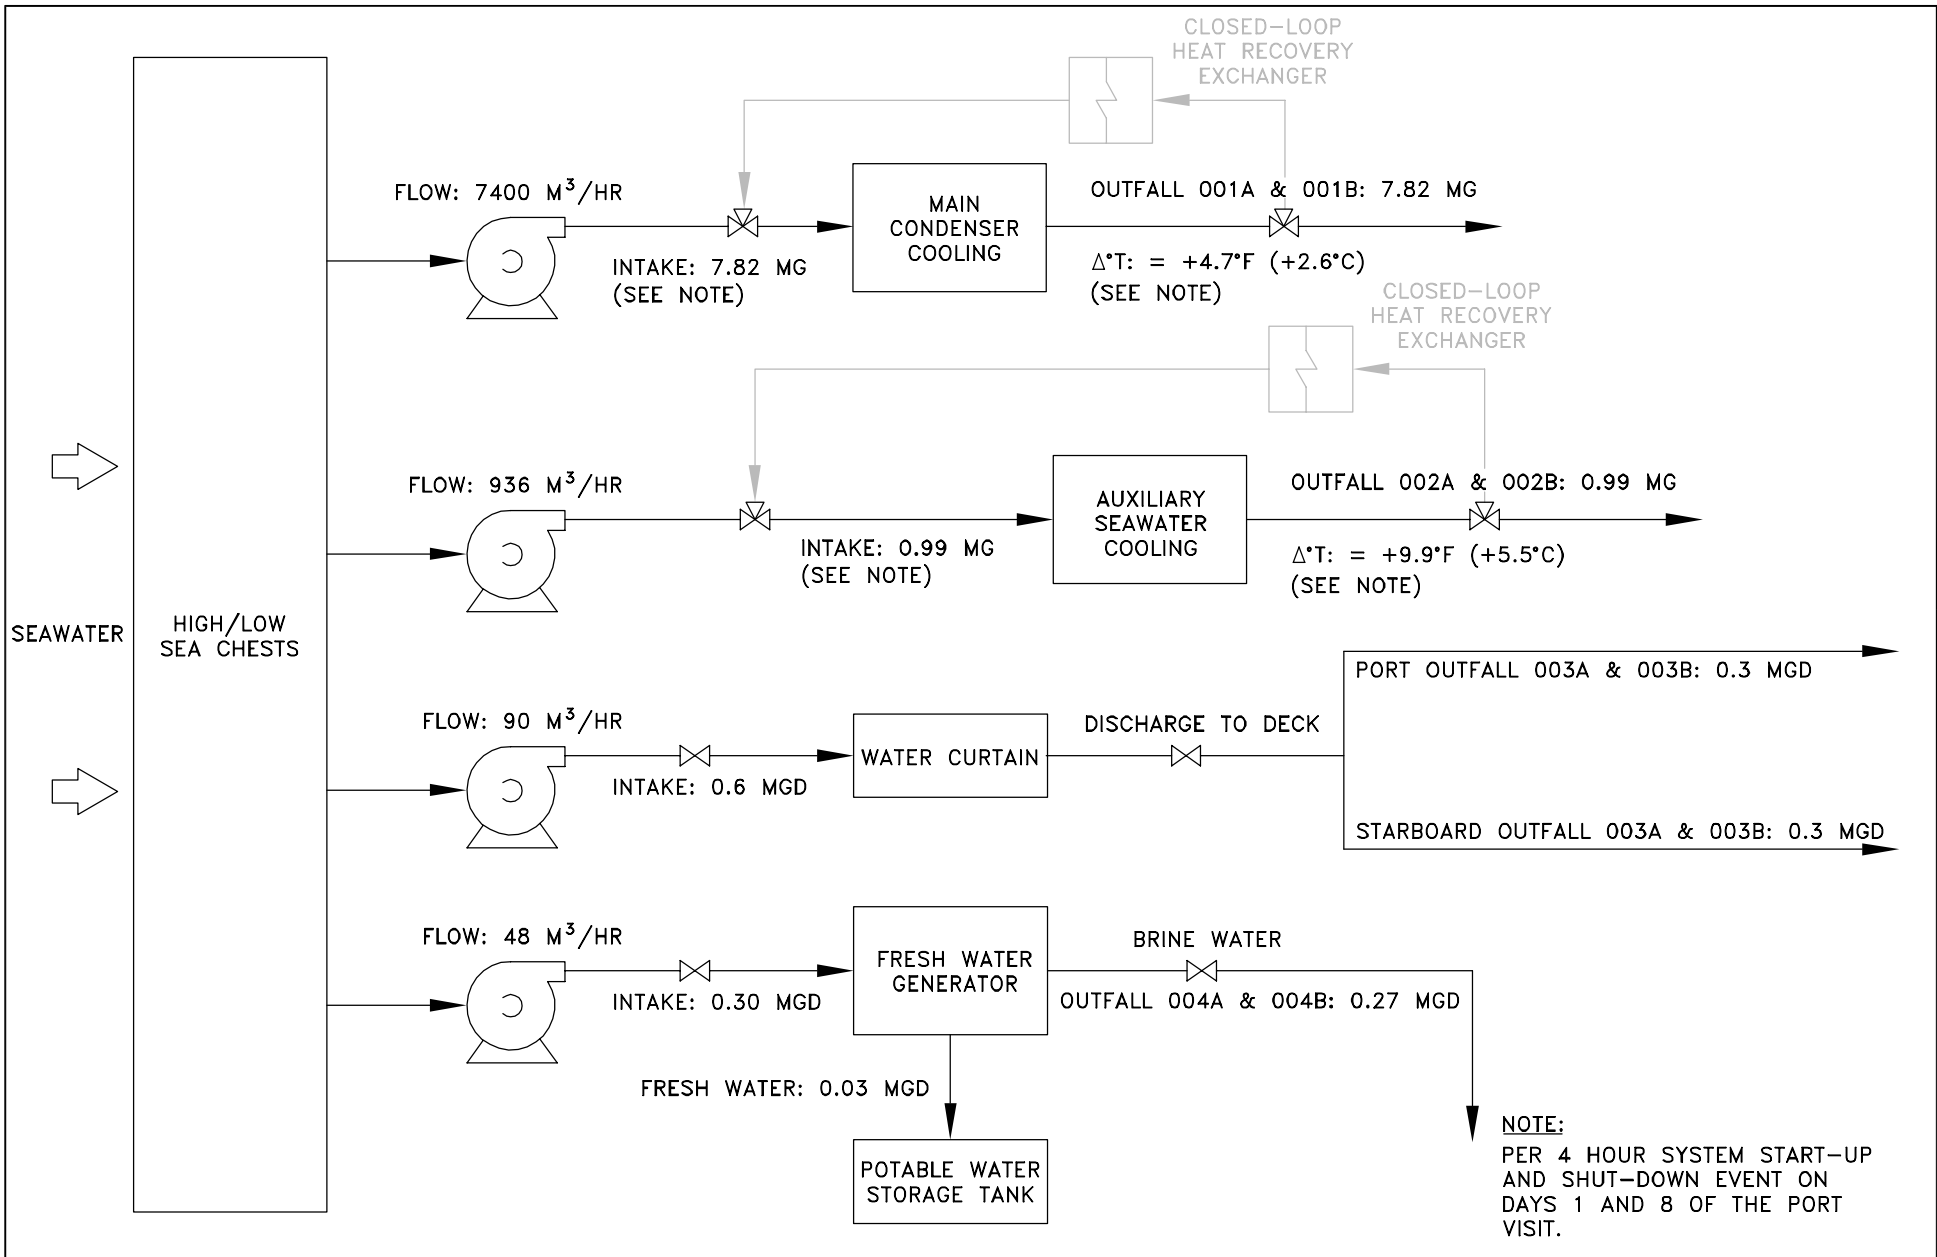 CLOSED-LOOP
HEAT RECOVERY
EXCHANGER
FLOW: 7400 M³/HR
INTAKE: 7.82 MG
(SEE NOTE)
MAIN
CONDENSER
COOLING
OUTFALL 001A & 001B: 7.82 MG
Δ°T: = +4.7°F (+2.6°C)
(SEE NOTE)
CLOSED-LOOP
HEAT RECOVERY
EXCHANGER
FLOW: 936 M³/HR
INTAKE: 0.99 MG
(SEE NOTE)
AUXILIARY
SEAWATER
COOLING
OUTFALL 002A & 002B: 0.99 MG
Δ°T: = +9.9°F (+5.5°C)
(SEE NOTE)
SEAWATER
HIGH/LOW
SEA CHESTS
FLOW: 90 M³/HR
INTAKE: 0.6 MGD
WATER CURTAIN
DISCHARGE TO DECK
PORT OUTFALL 003A & 003B: 0.3 MGD
STARBOARD OUTFALL 003A & 003B: 0.3 MGD
FLOW: 48 M³/HR
INTAKE: 0.30 MGD
FRESH WATER
GENERATOR
BRINE WATER
OUTFALL 004A & 004B: 0.27 MGD
FRESH WATER: 0.03 MGD
POTABLE WATER
STORAGE TANK
NOTE:
PER 4 HOUR SYSTEM START-UP
AND SHUT-DOWN EVENT ON
DAYS 1 AND 8 OF THE PORT
VISIT.